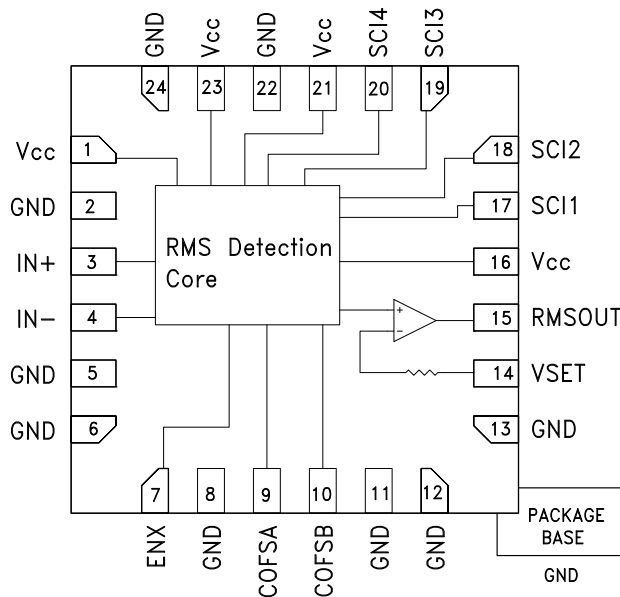 GND
Vcc
GND
Vcc
SCI4
SCI3
24
23
22
21
20
19
Vcc
1
18
SCI2
GND
2
17
SCI1
IN+
3
RMS Detection
Core
16
Vcc
IN-
4
+
-
15
RMSOUT
GND
5
14
VSET
GND
6
13
GND
7
8
9
10
11
12
ENX
GND
COFSA
COFSB
GND
GND
PACKAGE
BASE
GND